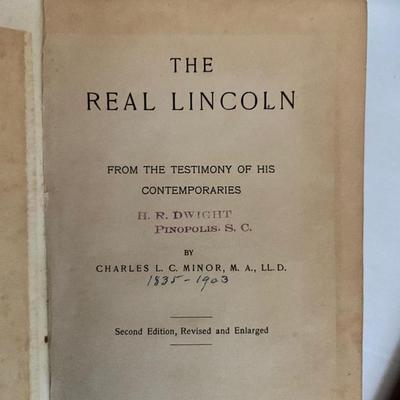 THE
REAL LINCOLN
FROM THE TESTIMONY OF HIS
CONTEMPORARIES
H. R. DWIGHT
PINOPOLIS. S. C.
BY
CHARLES L. C. MINOR, M. A., LL. D.
1835-1903
Second Edition, Revised and Enlarged